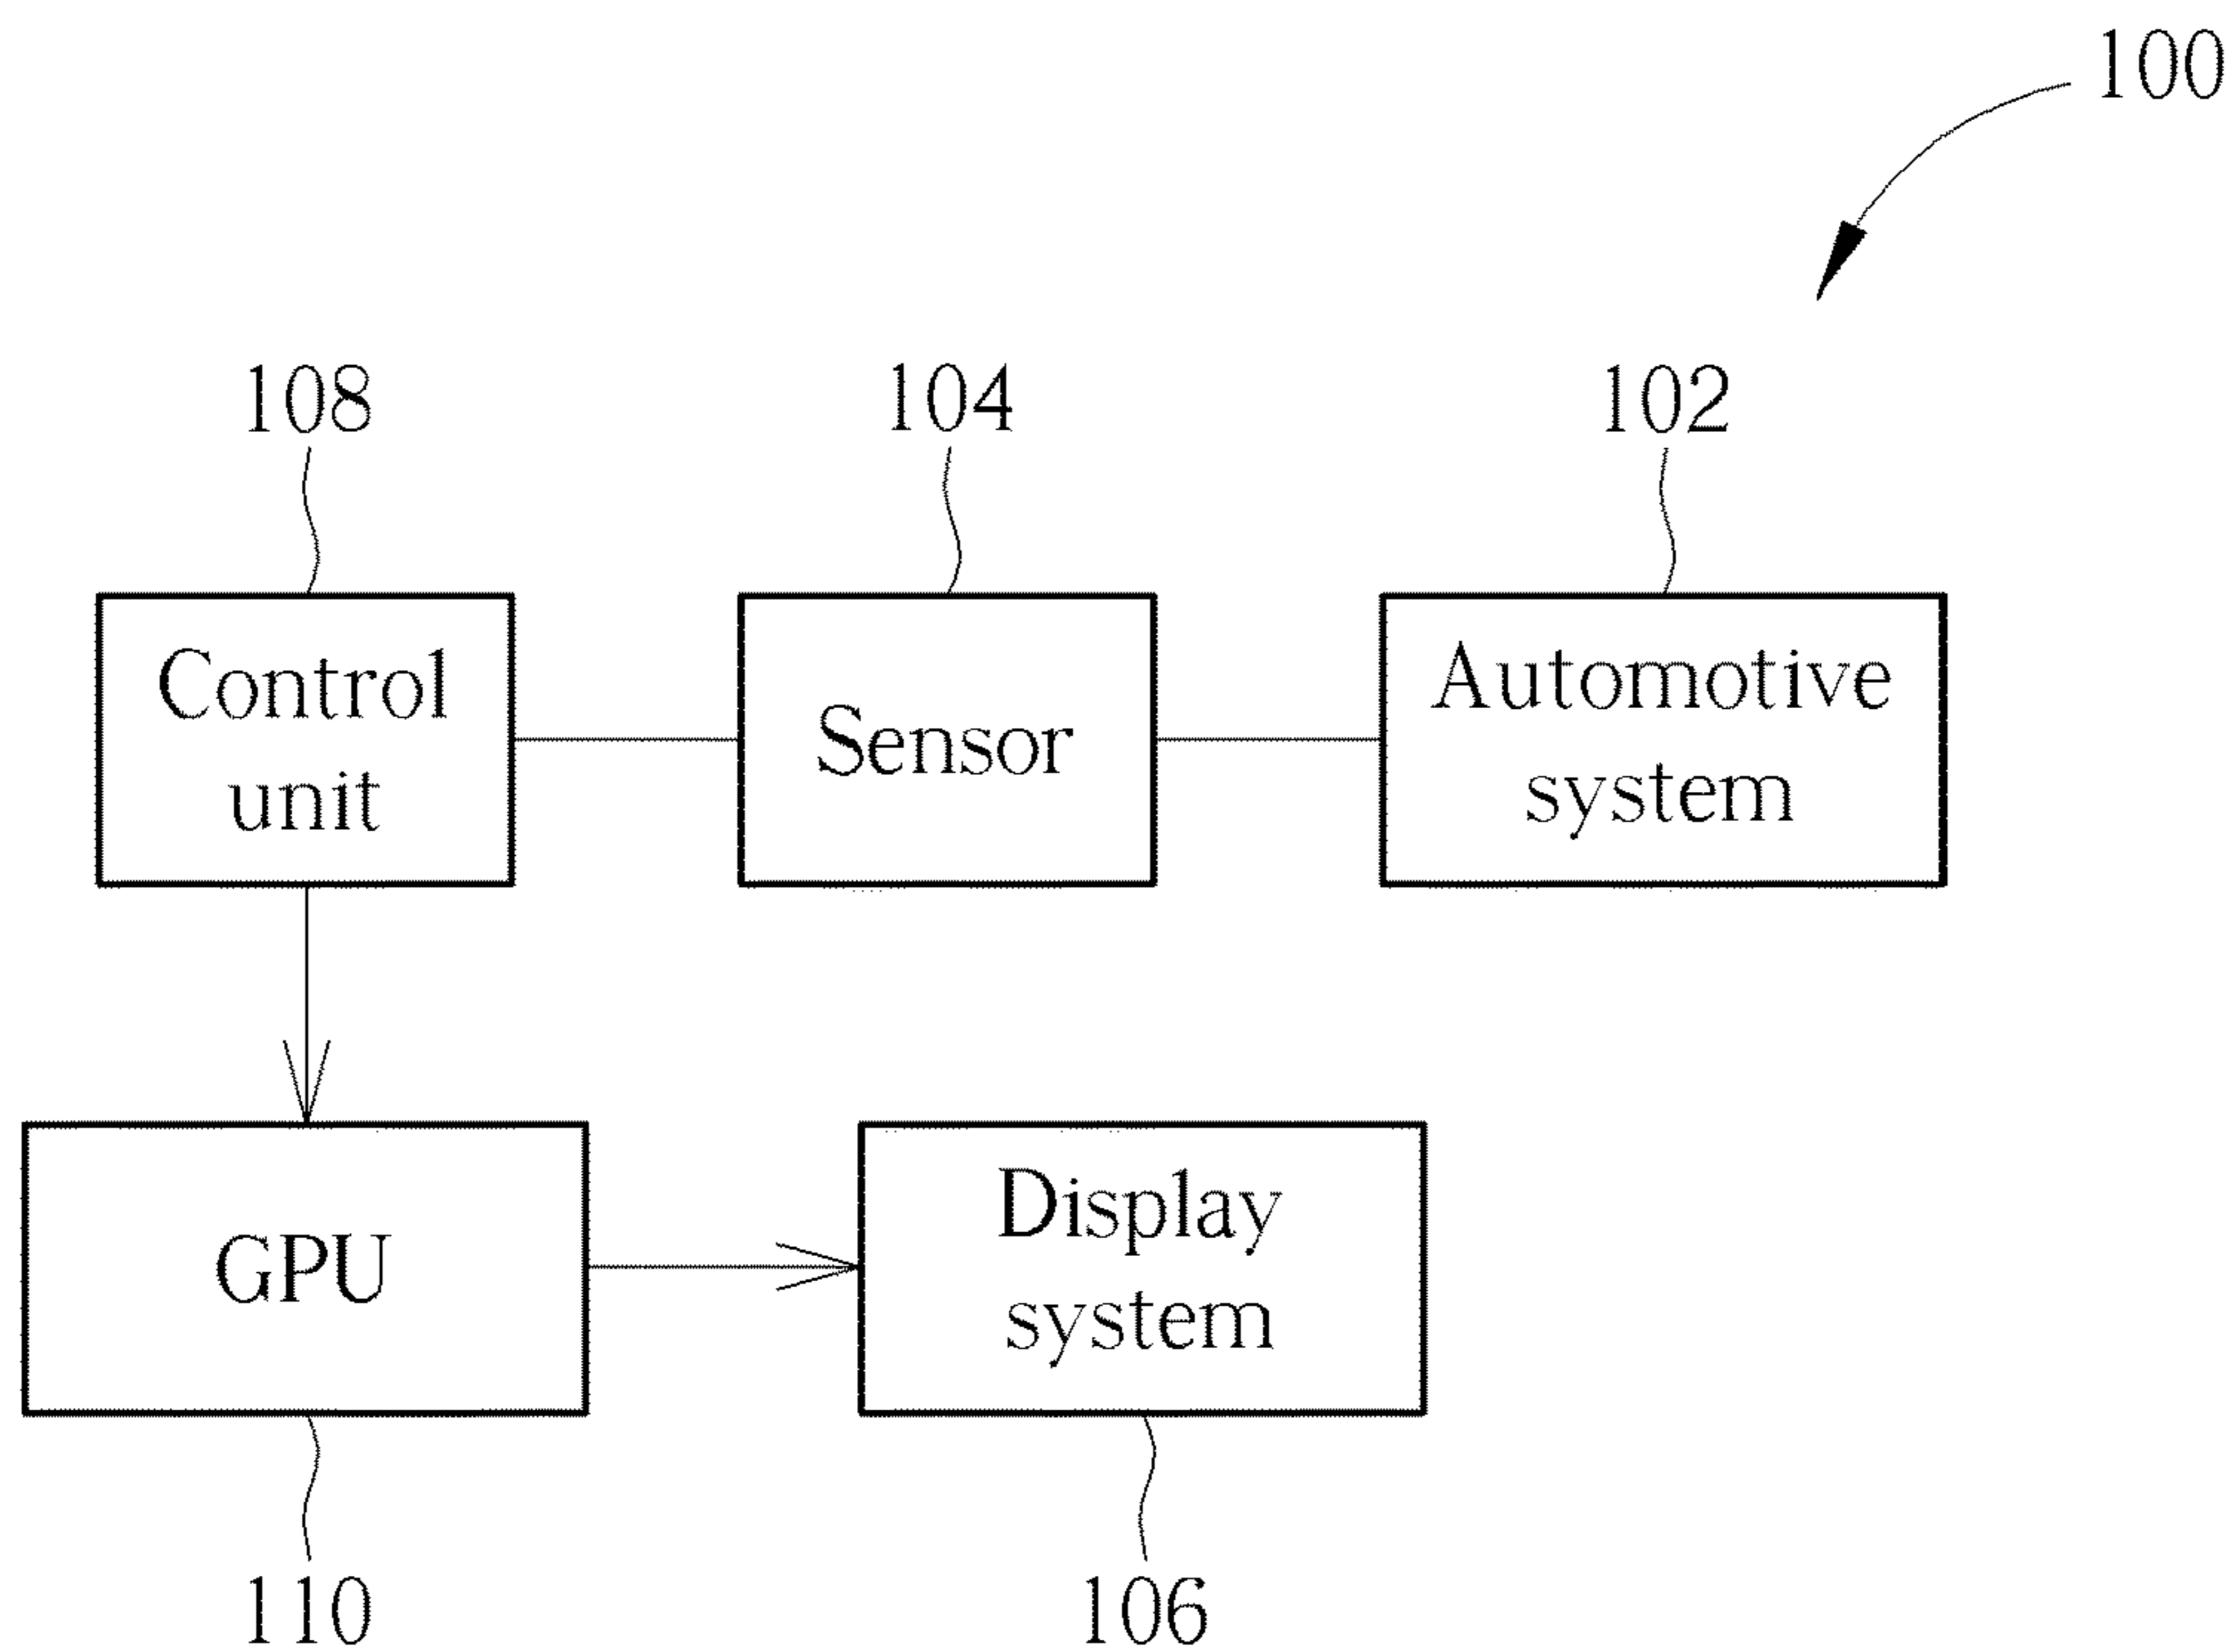 100
108
104
102
Control
unit
Sensor
Automotive
system
GPU
Display
system
110
106